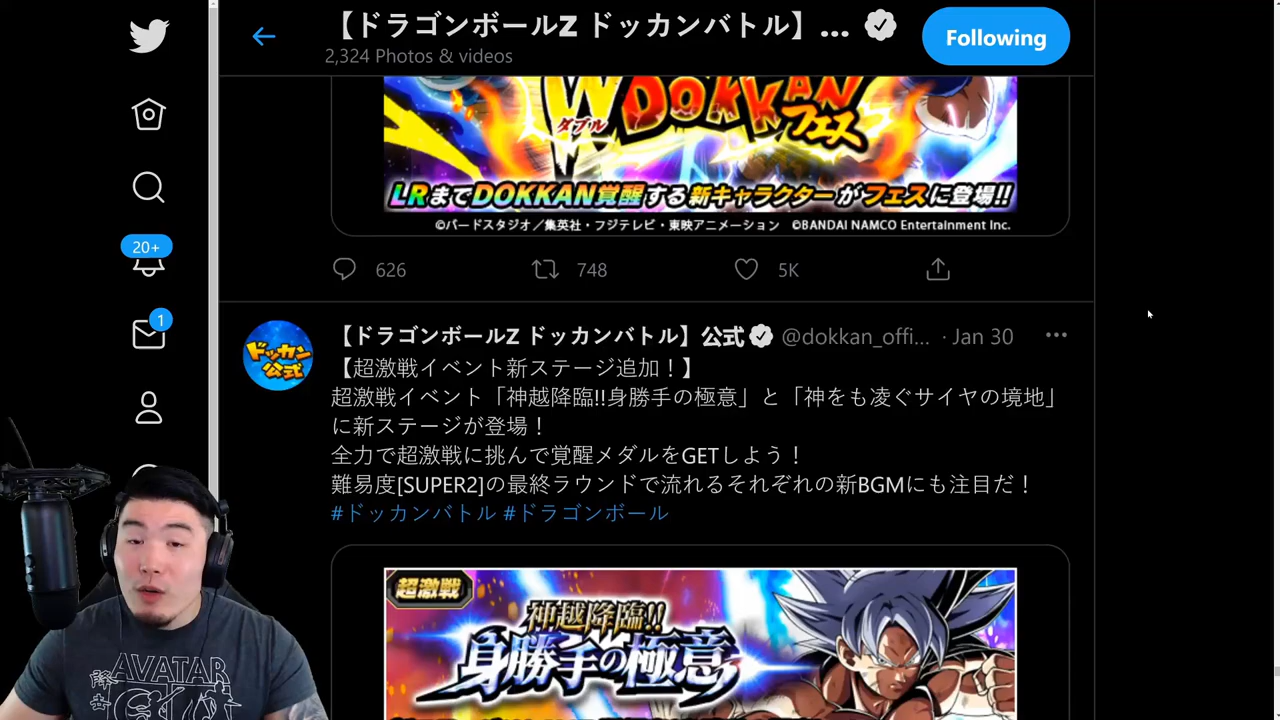 【ドラゴンボールZ ドッカンバトル】...
2,324 Photos & videos
Following
W DOKKAN
ダブル
フェス
LRまでDOKKAN覚醒する新キャラクターがフェスに登場!!
©バードスタジオ／集英社・フジテレビ・東映アニメーション ©BANDAI NAMCO Entertainment Inc.
626 748 5K
20+
1
【ドラゴンボールZ ドッカンバトル】公式 @dokkan_offi... · Jan 30
【超激戦イベント新ステージ追加！】
超激戦イベント「神越降臨!!身勝手の極意」と「神をも凌ぐサイヤの境地」
に新ステージが登場！
全力で超激戦に挑んで覚醒メダルをGETしよう！
難易度[SUPER2]の最終ラウンドで流れるそれぞれの新BGMにも注目だ！
#ドッカンバトル #ドラゴンボール
ドッカン
公式
超激戦
神越降臨!!
身勝手の極意
AVATAR